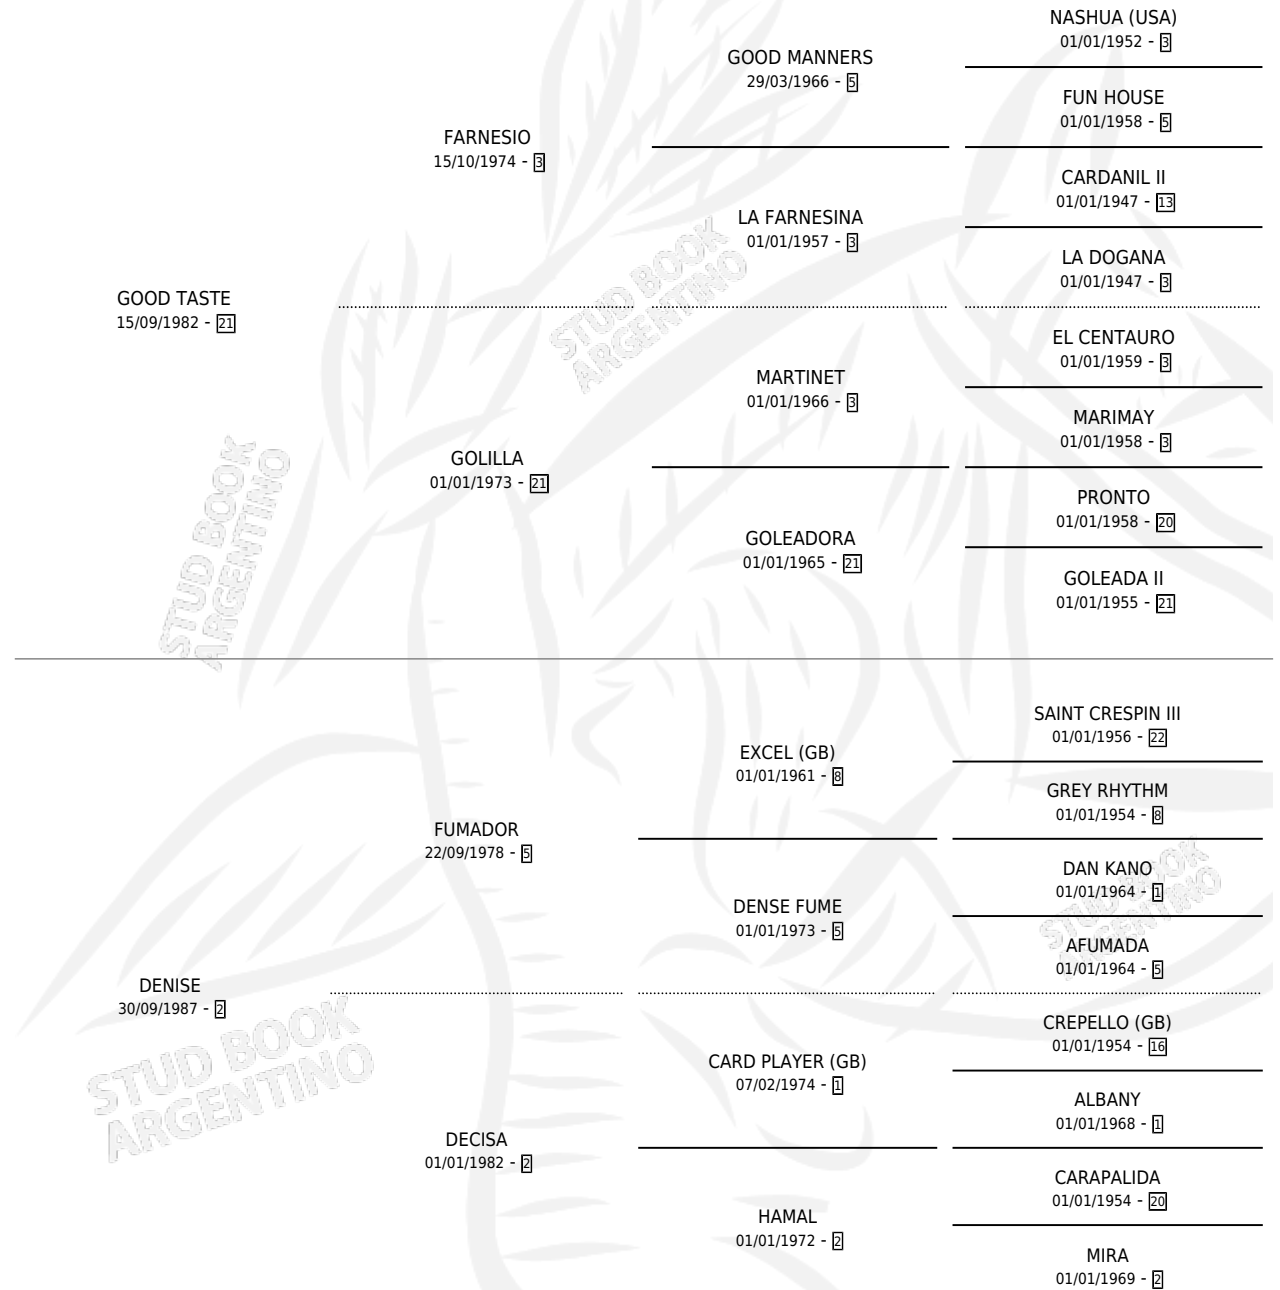 NASHUA (USA)
01/01/1952 - 3
GOOD MANNERS
29/03/1966 - 5
FUN HOUSE
01/01/1958 - 5
FARNESIO
15/10/1974 - 3
CARDANIL II
01/01/1947 - 13
LA FARNESINA
01/01/1957 - 3
LA DOGANA
01/01/1947 - 3
GOOD TASTE
15/09/1982 - 21
EL CENTAURO
01/01/1959 - 3
MARTINET
01/01/1966 - 3
MARIMAY
01/01/1958 - 3
GOLILLA
01/01/1973 - 21
PRONTO
01/01/1958 - 20
GOLEADORA
01/01/1965 - 21
GOLEADA II
01/01/1955 - 21
SAINT CRESPIN III
01/01/1956 - 22
EXCEL (GB)
01/01/1961 - 8
GREY RHYTHM
01/01/1954 - 8
FUMADOR
22/09/1978 - 5
DAN KANO
01/01/1964 - 1
DENSE FUME
01/01/1973 - 5
AFUMADA
01/01/1964 - 5
DENISE
30/09/1987 - 2
CREPELLO (GB)
01/01/1954 - 16
CARD PLAYER (GB)
07/02/1974 - 1
ALBANY
01/01/1968 - 1
DECISA
01/01/1982 - 2
CARAPALIDA
01/01/1954 - 20
HAMAL
01/01/1972 - 2
MIRA
01/01/1969 - 2
STUD BOOK
ARGENTINO
STUD BOOK
ARGENTINO
STUD BOOK
ARGENTINO
STUD BOOK
ARGENTINO